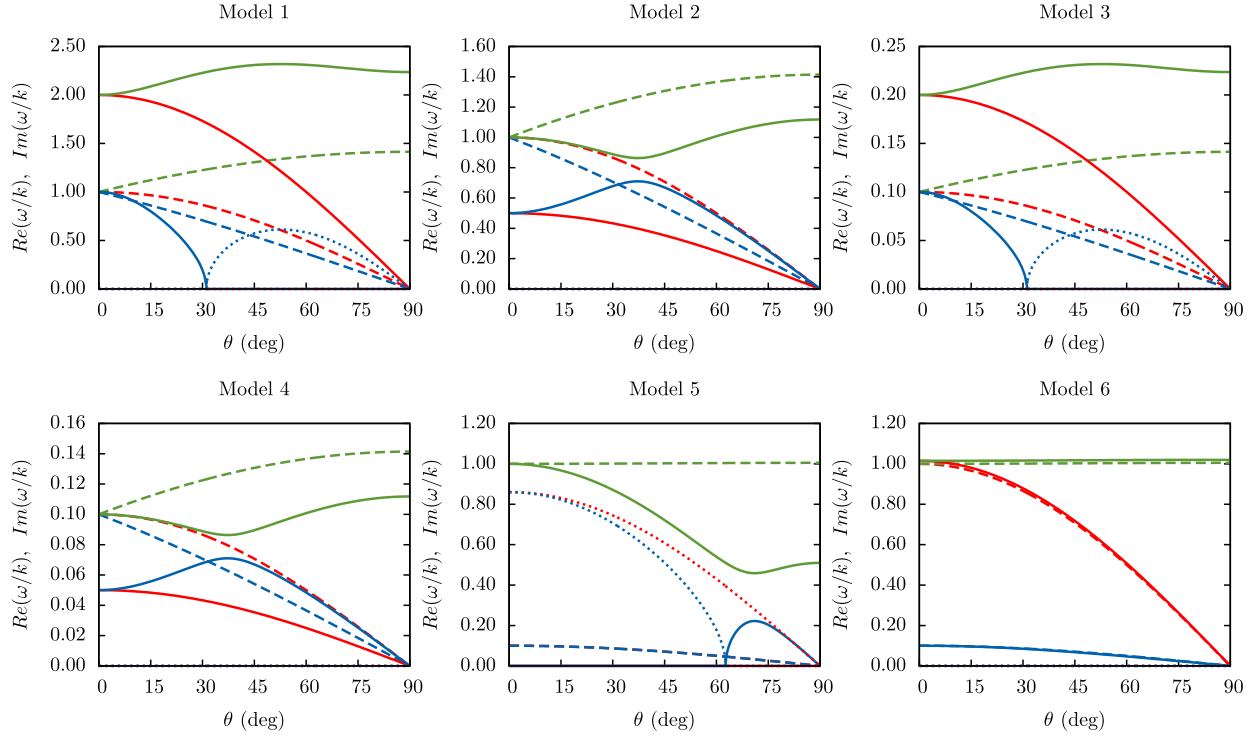 Model 1
Re(ω/k), Im(ω/k)
2.50
2.00
1.50
1.00
0.50
0.00
0 15 30 45 60 75 90
θ (deg)
Model 2
Re(ω/k), Im(ω/k)
1.60
1.40
1.20
1.00
0.80
0.60
0.40
0.20
0.00
0 15 30 45 60 75 90
θ (deg)
Model 3
Re(ω/k), Im(ω/k)
0.25
0.20
0.15
0.10
0.05
0.00
0 15 30 45 60 75 90
θ (deg)
Model 4
Re(ω/k), Im(ω/k)
0.16
0.14
0.12
0.10
0.08
0.06
0.04
0.02
0.00
0 15 30 45 60 75 90
θ (deg)
Model 5
Re(ω/k), Im(ω/k)
1.20
1.00
0.80
0.60
0.40
0.20
0.00
0 15 30 45 60 75 90
θ (deg)
Model 6
Re(ω/k), Im(ω/k)
1.20
1.00
0.80
0.60
0.40
0.20
0.00
0 15 30 45 60 75 90
θ (deg)